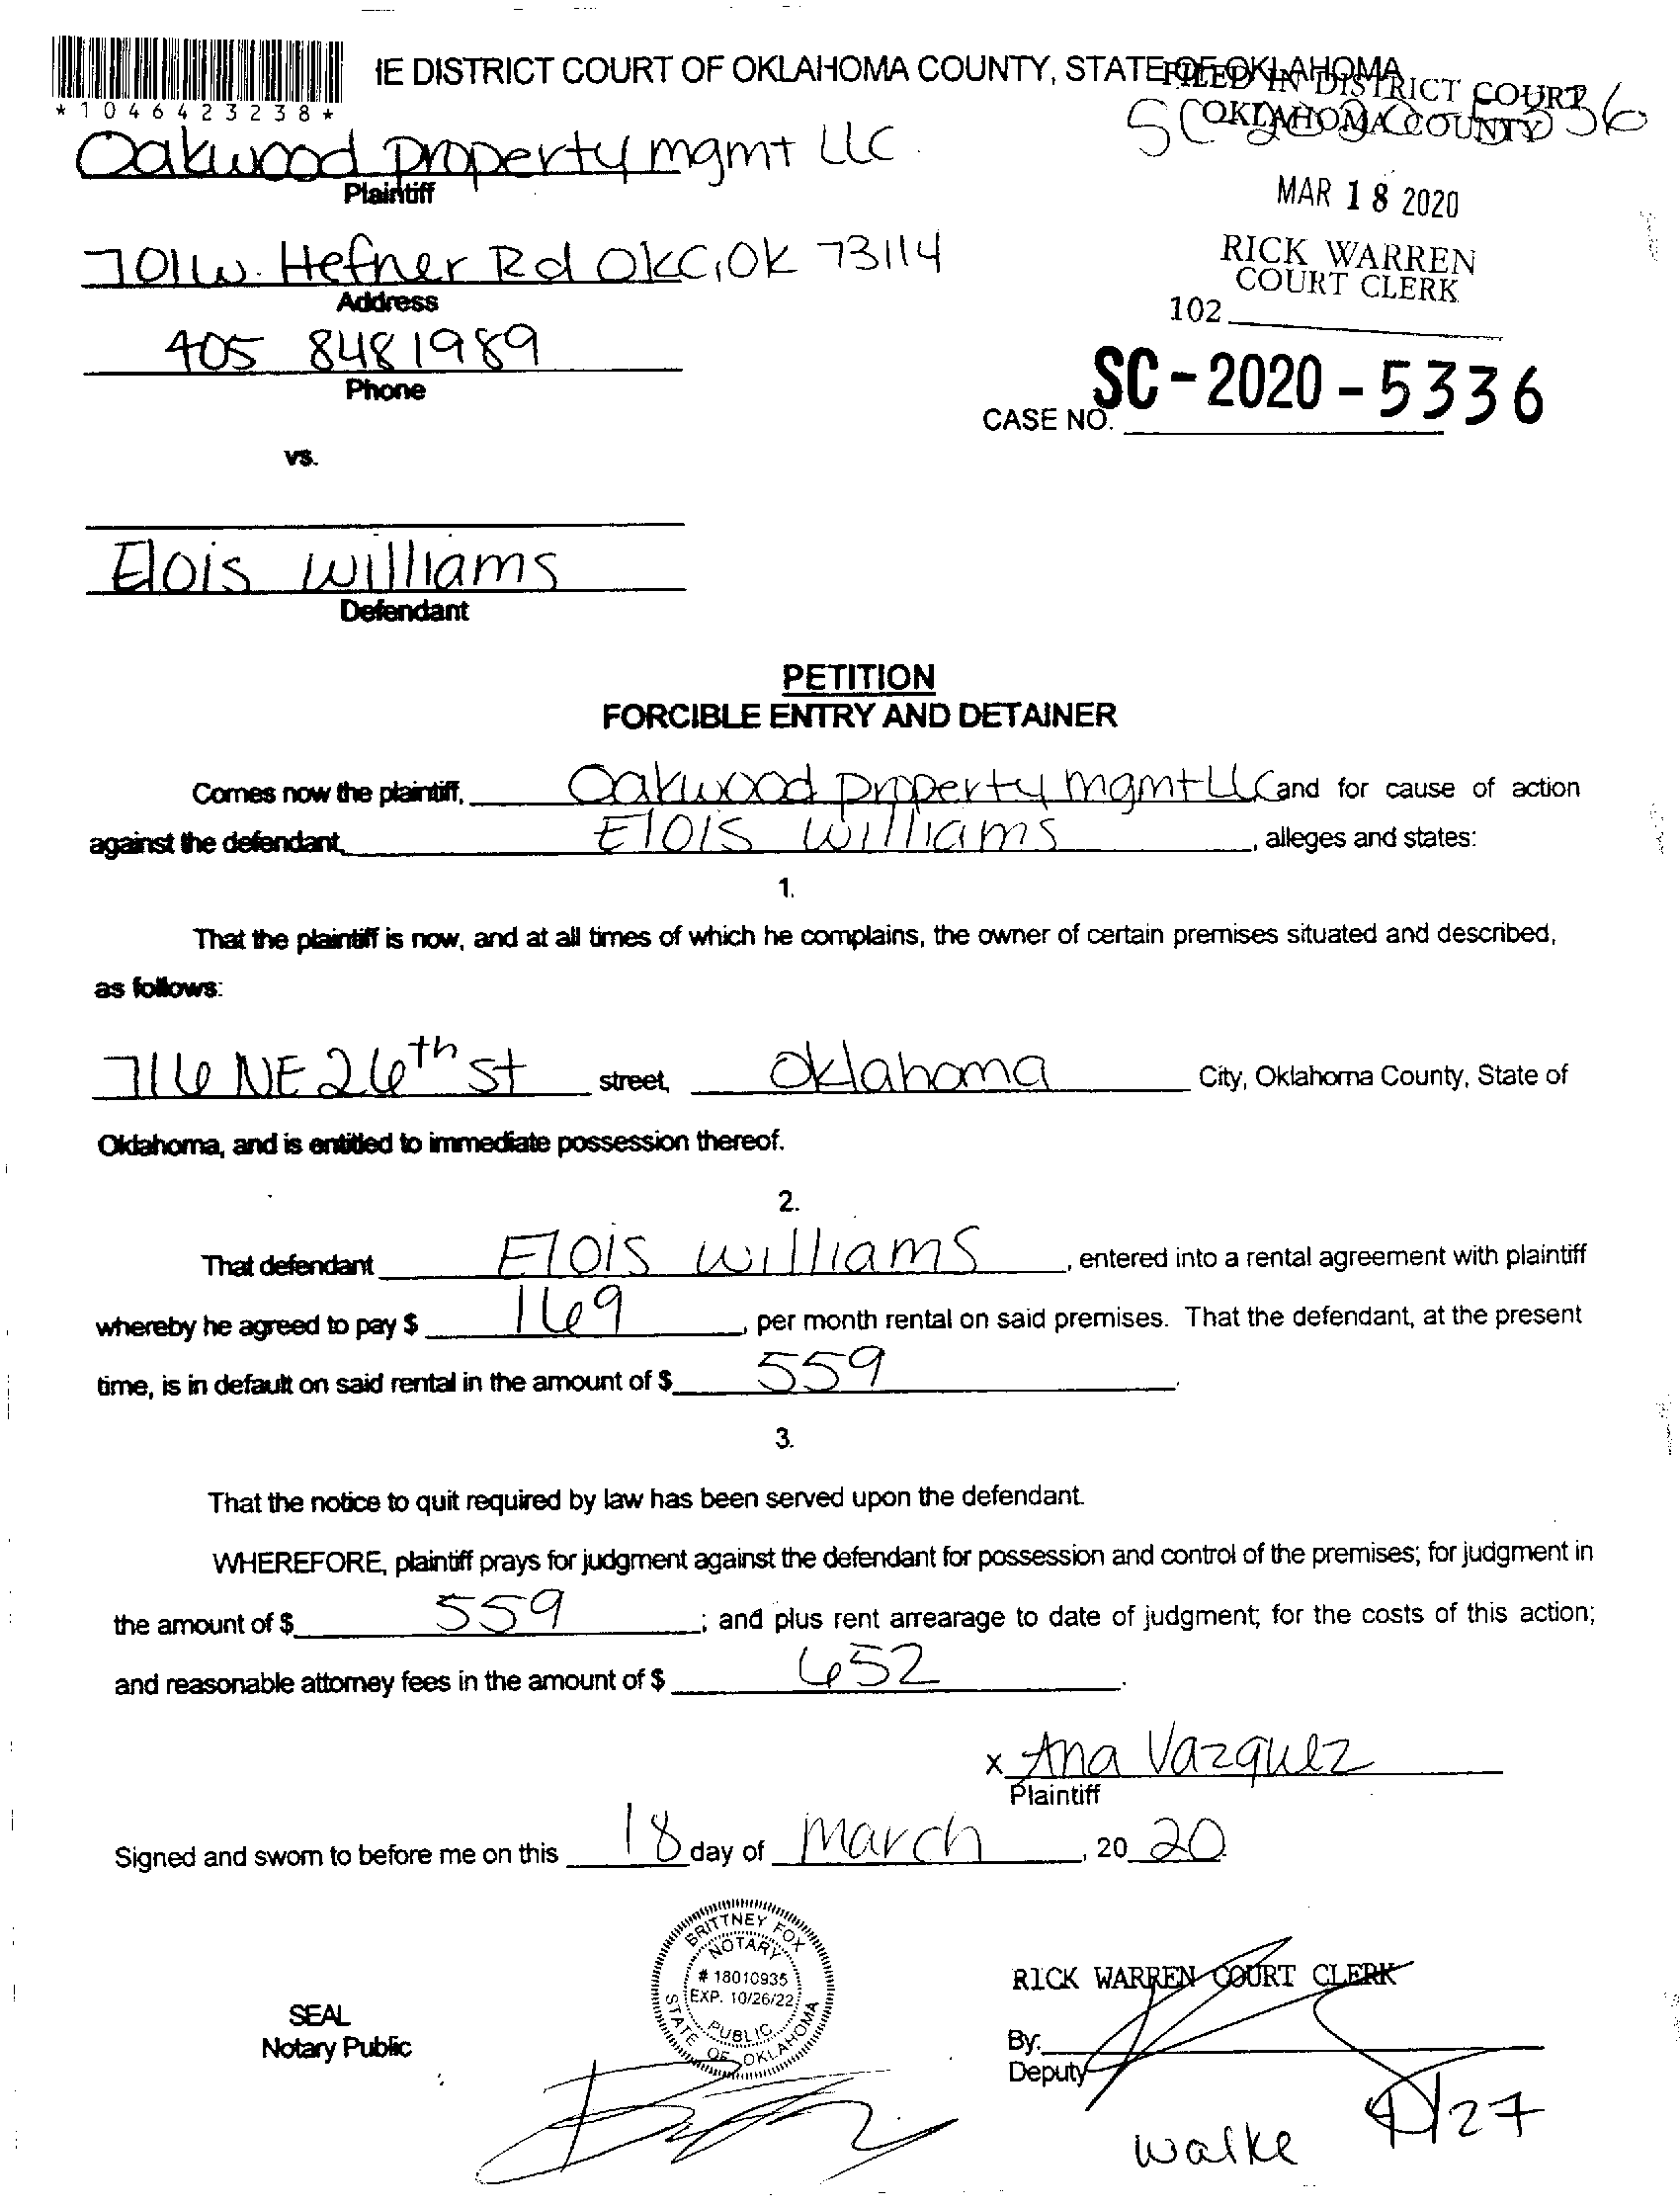 IE DISTRICT COURT OF OKLAHOMA COUNTY, STATE OF OKLAHOMA
FILED IN DISTRICT COURT
OKLAHOMA COUNTY
*1046423238*
Oakwood property mgmt LLC
Plaintiff
MAR 18 2020
RICK WARREN
COURT CLERK
701 W. Hefner Rd OKC, OK 73114
Address
102
405 848 1989
Phone
SC-2020-5336
CASE NO.
vs.
Elois Williams
Defendant
PETITION
FORCIBLE ENTRY AND DETAINER
Comes now the plaintiff, Oakwood property mgmt LLC and for cause of action
against the defendant, Elois Williams, alleges and states:
1.
That the plaintiff is now, and at all times of which he complains, the owner of certain premises situated and described,
as follows:
716 NE 26th St street, Oklahoma City, Oklahoma County, State of
Oklahoma, and is entitled to immediate possession thereof.
2.
That defendant Elois Williams, entered into a rental agreement with plaintiff
whereby he agreed to pay $ 169, per month rental on said premises. That the defendant, at the present
time, is in default on said rental in the amount of $ 559.
3.
That the notice to quit required by law has been served upon the defendant.
WHEREFORE, plaintiff prays for judgment against the defendant for possession and control of the premises; for judgment in
the amount of $ 559; and plus rent arrearage to date of judgment; for the costs of this action;
and reasonable attorney fees in the amount of $ 652.
x Ana Vazquez
Plaintiff
Signed and sworn to before me on this 18 day of March, 20 20
BRITTNEY FOX
NOTARY
# 18010935
EXP. 10/26/22
PUBLIC
STATE OF OKLAHOMA
RICK WARREN COURT CLERK
SEAL
Notary Public
By:
Deputy
walke